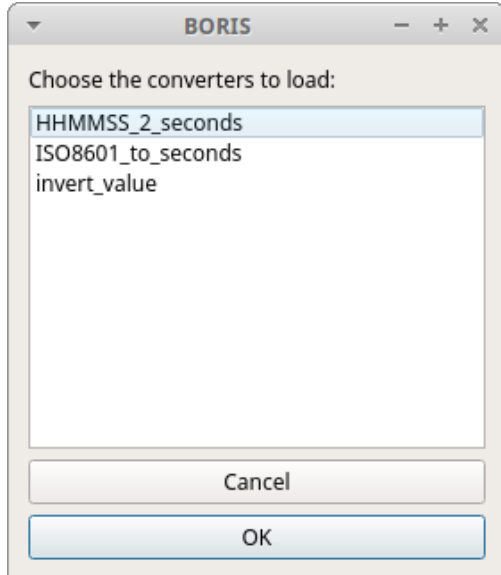 BORIS
Choose the converters to load:
HHMMSS_2_seconds
ISO8601_to_seconds
invert_value
Cancel
OK